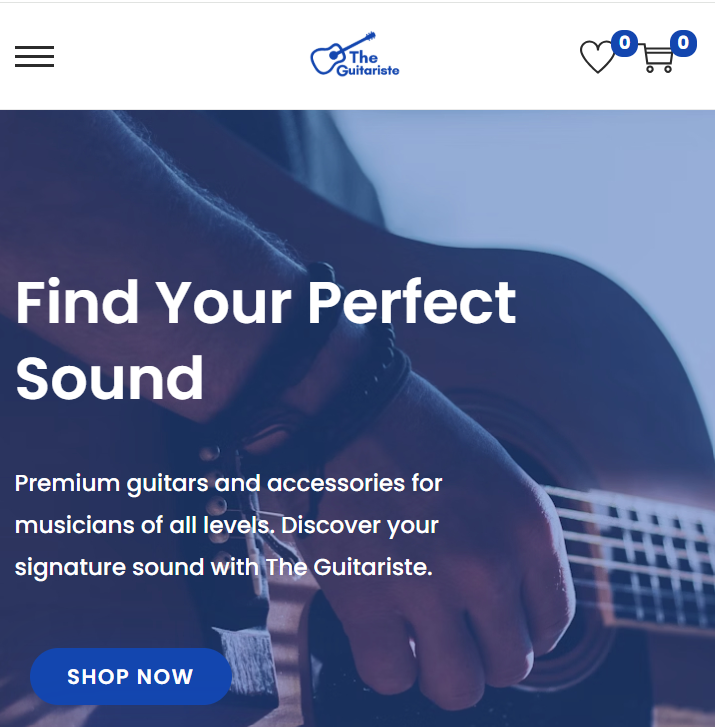 The
Guitariste
0
0
Find Your Perfect
Sound
Premium guitars and accessories for
musicians of all levels. Discover your
signature sound with The Guitariste.
SHOP NOW